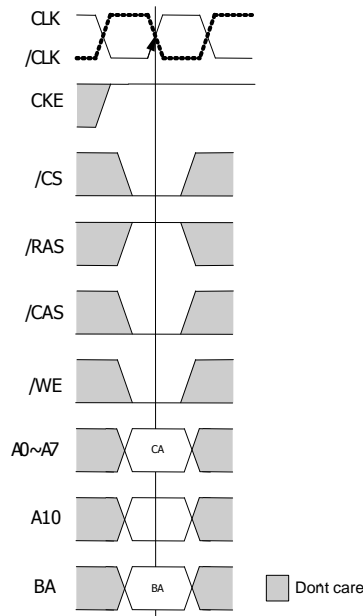 CLK
/CLK
CKE
/CS
/RAS
/CAS
/WE
A0~A7
CA
A10
BA
BA
Dont care